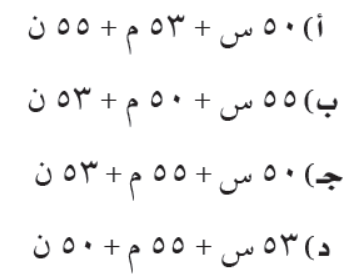 أ) ٥٠ س + ٥٣ م + ٥٥ ن
ب) ٥٥ س + ٥٠ م + ٥٣ ن
جـ) ٥٠ س + ٥٥ م + ٥٣ ن
د) ٥٣ س + ٥٥ م + ٥٠ ن